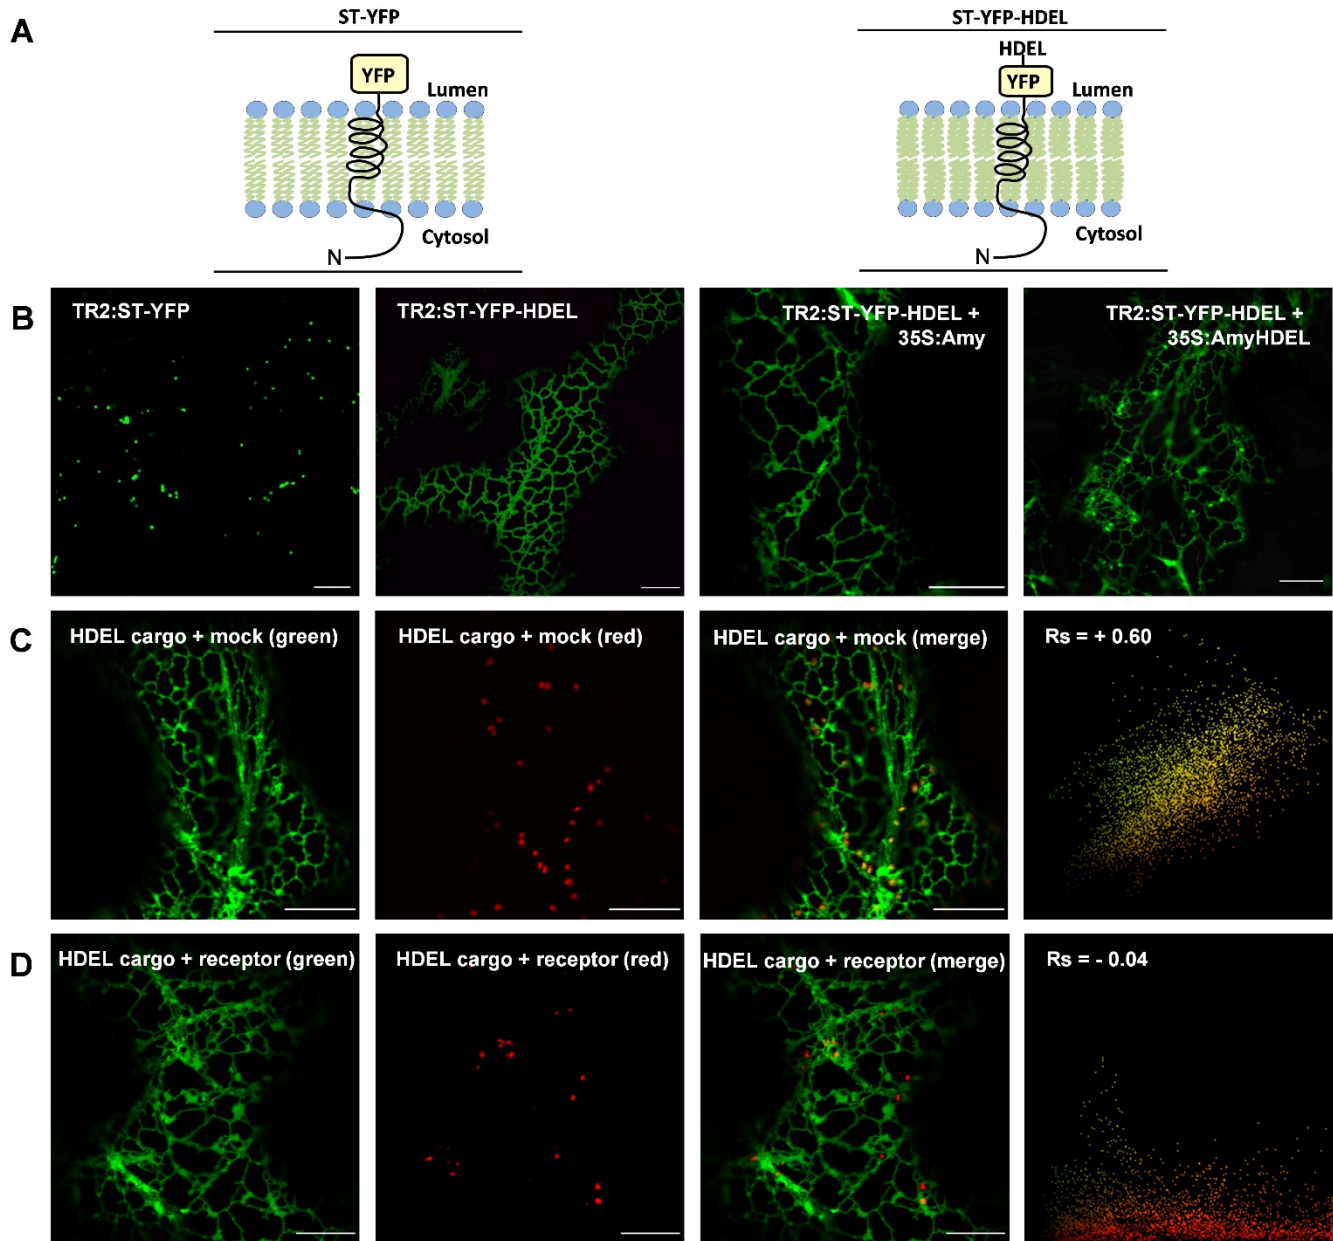 A
ST-YFP
YFP
Lumen
Cytosol
N
ST-YFP-HDEL
HDEL
YFP
Lumen
Cytosol
N
B
TR2:ST-YFP
TR2:ST-YFP-HDEL
TR2:ST-YFP-HDEL +
35S:Amy
TR2:ST-YFP-HDEL +
35S:AmyHDEL
C
HDEL cargo + mock (green)
HDEL cargo + mock (red)
HDEL cargo + mock (merge)
Rs = + 0.60
D
HDEL cargo + receptor (green)
HDEL cargo + receptor (red)
HDEL cargo + receptor (merge)
Rs = - 0.04